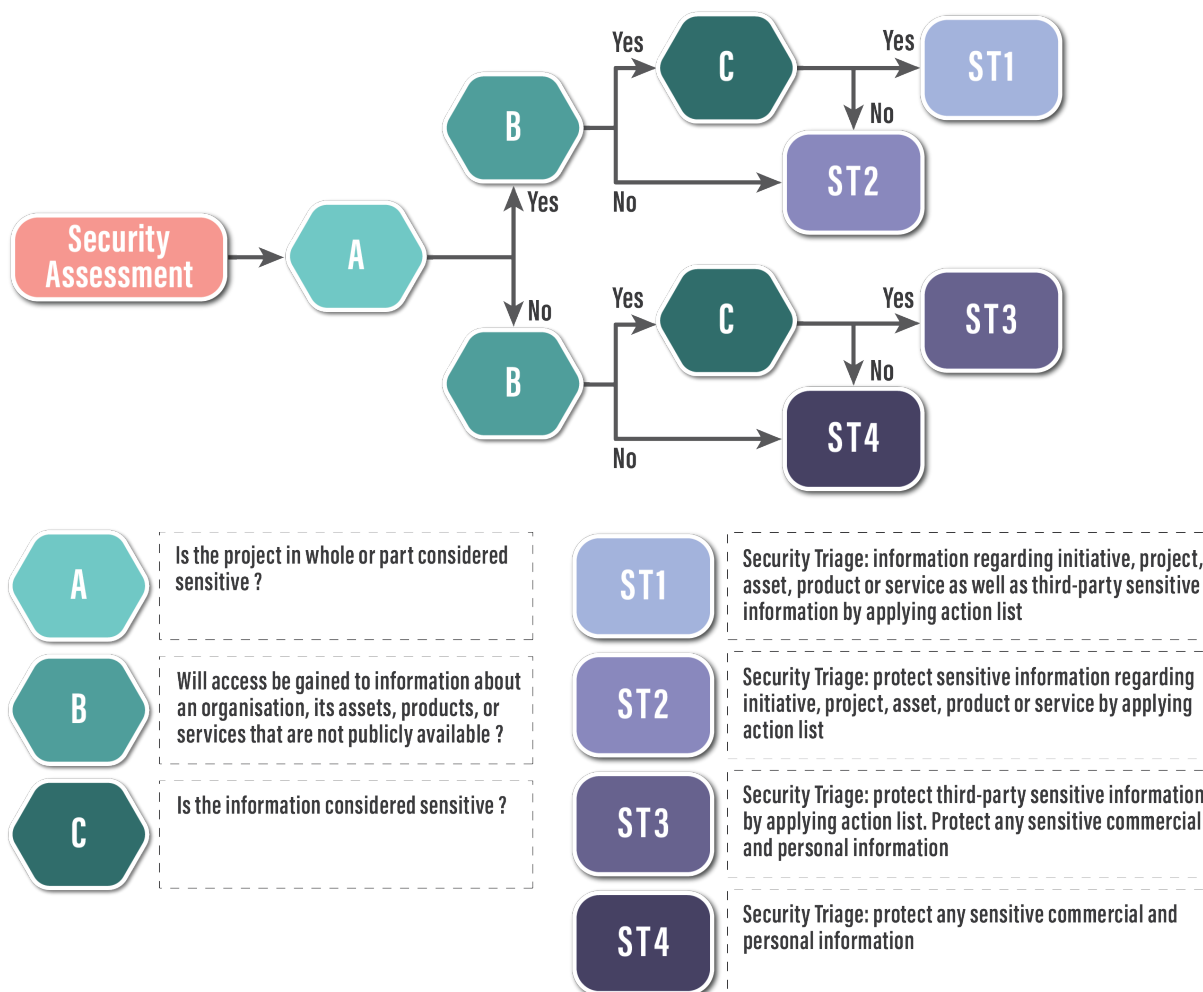 Yes
C
Yes
ST1
B
No
ST2
No
Yes
Security
Assessment
A
No
Yes
C
Yes
ST3
B
No
ST4
No
A
Is the project in whole or part considered
sensitive ?
B
Will access be gained to information about
an organisation, its assets, products, or
services that are not publicly available ?
C
Is the information considered sensitive ?
ST1
Security Triage: information regarding initiative, project,
asset, product or service as well as third-party sensitive
information by applying action list
ST2
Security Triage: protect sensitive information regarding
initiative, project, asset, product or service by applying
action list
ST3
Security Triage: protect third-party sensitive information
by applying action list. Protect any sensitive commercial
and personal information
ST4
Security Triage: protect any sensitive commercial and
personal information